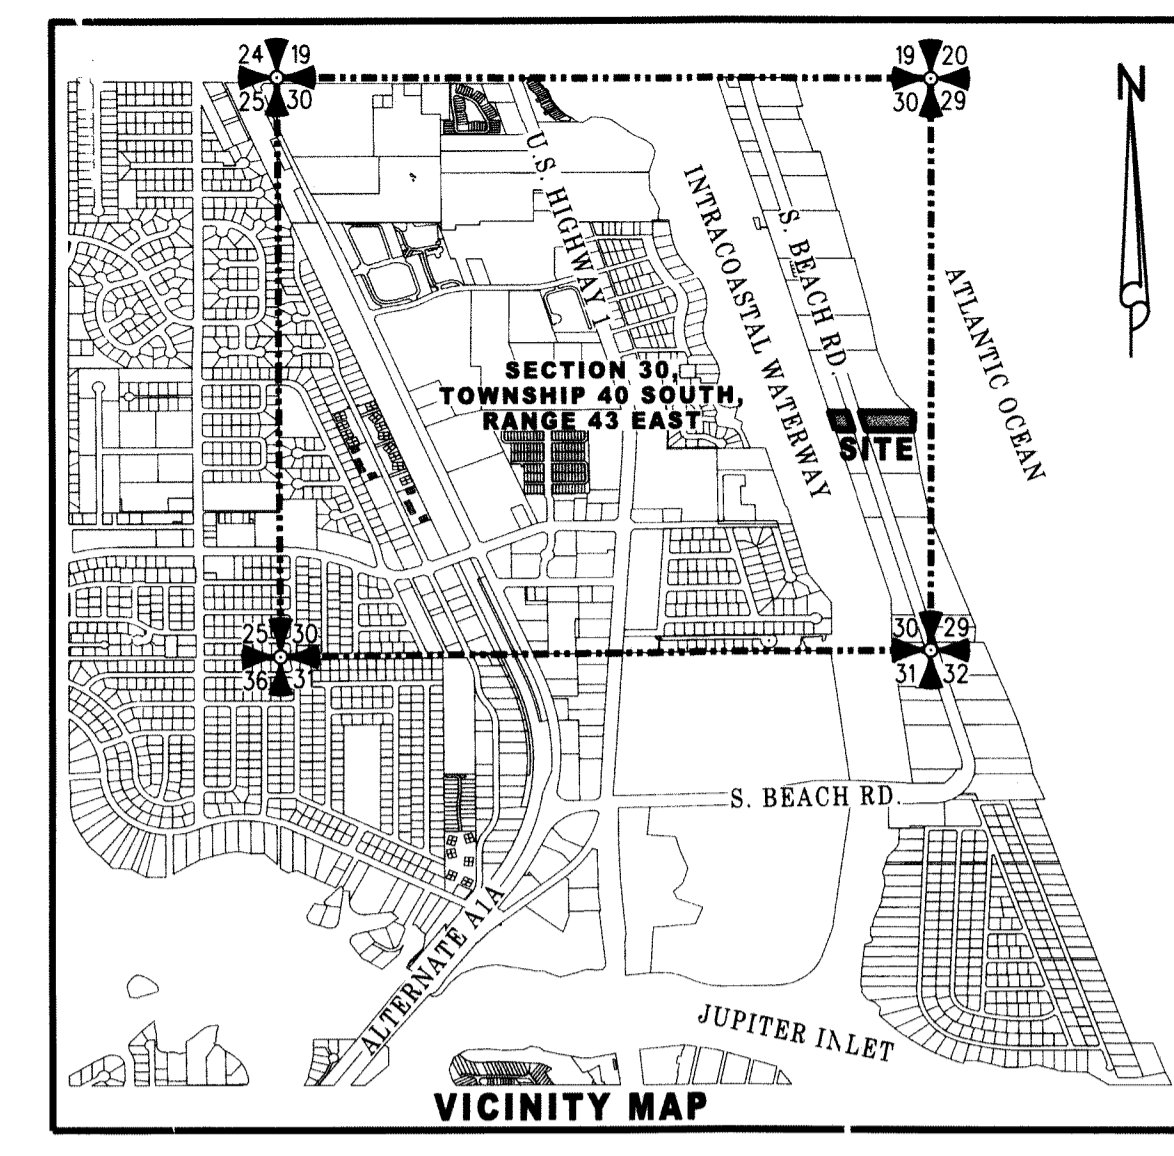 24 19
19 20
25 30
30 29
N
U.S. HIGHWAY 1
INTRACOASTAL WATERWAY
S. BEACH RD.
ATLANTIC OCEAN
SECTION 30,
TOWNSHIP 40 SOUTH,
RANGE 43 EAST
SITE
25 30
30 29
36 31
31 32
S. BEACH RD.
ALTERNATE A1A
JUPITER INLET
VICINITY MAP